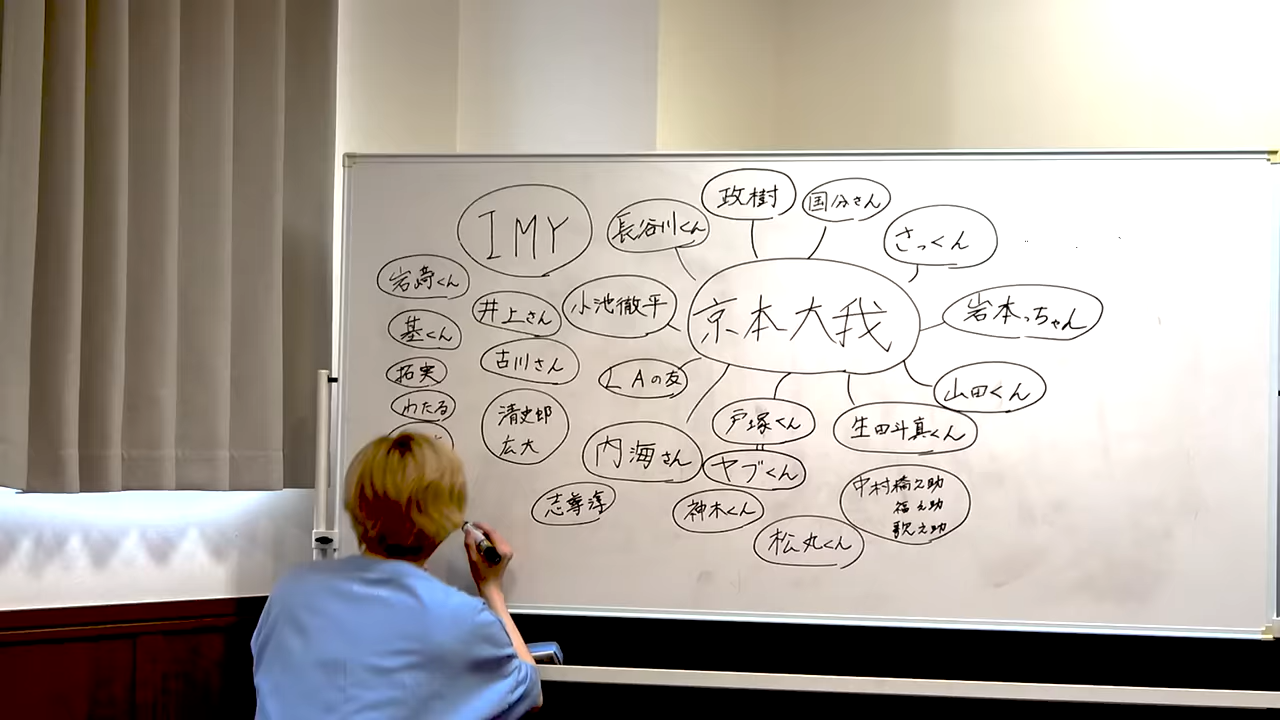 政樹
国分さん
IMY
長谷川くん
さっくん
岩﨑くん
井上さん
小池徹平
京本大我
岩本っちゃん
基くん
古川さん
拓実
LAの友
山田くん
わたる
清史郎
広大
内海さん
戸塚くん
生田斗真くん
ヤブくん
志尊淳
神木くん
中村橋之助
福之助
歌之助
松丸くん